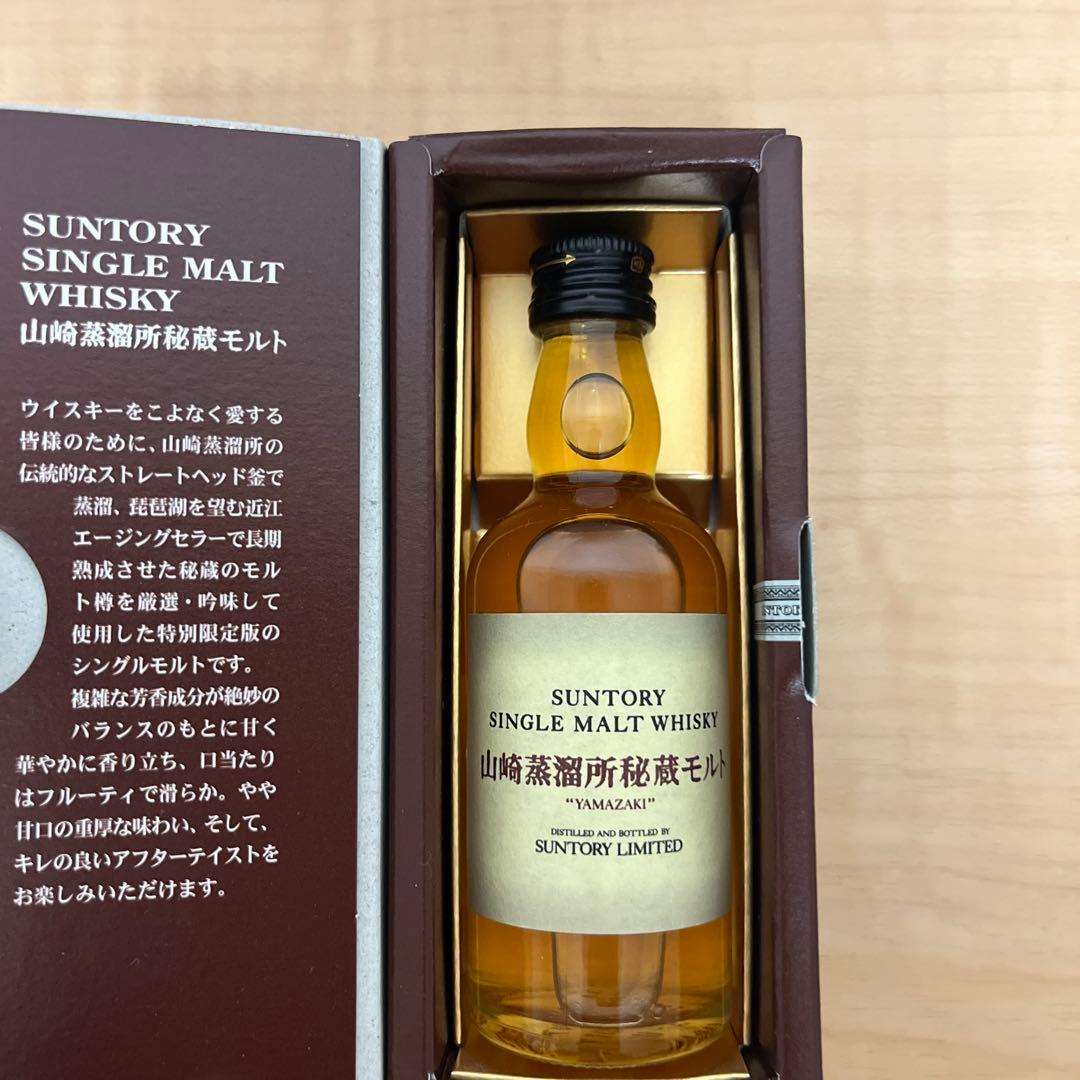 SUNTORY
SINGLE MALT
WHISKY
山崎蒸溜所秘蔵モルト
ウイスキーをこよなく愛する
皆様のために、山崎蒸溜所の
伝統的なストレートヘッド釜で
蒸溜、琵琶湖を望む近江
エージングセラーで長期
熟成させた秘蔵のモル
ト樽を厳選・吟味して
使用した特別限定版の
シングルモルトです。
複雑な芳香成分が絶妙の
バランスのもとに甘く
華やかに香り立ち、口当たり
はフルーティで滑らか。やや
甘口の重厚な味わい、そして、
キレの良いアフターテイストを
お楽しみいただけます。
SUNTORY
SINGLE MALT WHISKY
山崎蒸溜所秘蔵モルト
“YAMAZAKI”
DISTILLED AND BOTTLED BY
SUNTORY LIMITED